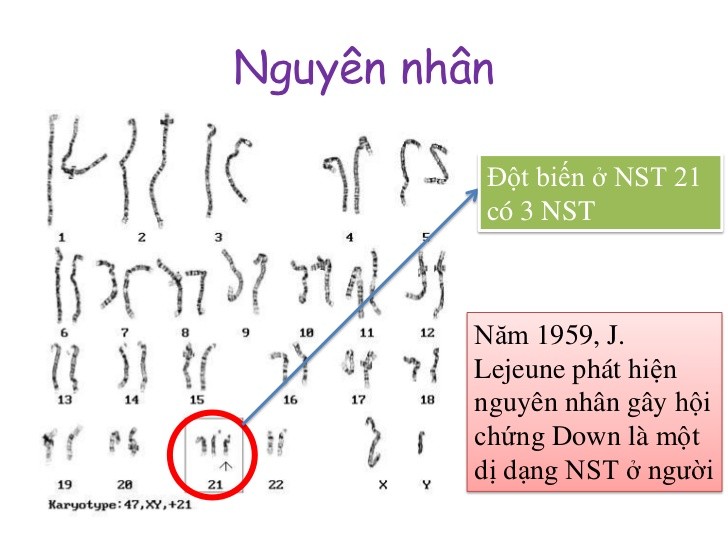 Nguyên nhân
Đột biến ở NST 21
có 3 NST
1 2 3 4 5
6 7 8 9 10 11 12
13 14 15 16 17 18
19 20 21 22 X Y
Karyotype:47,XY,+21
Năm 1959, J.
Lejeune phát hiện
nguyên nhân gây hội
chứng Down là một
dị dạng NST ở người